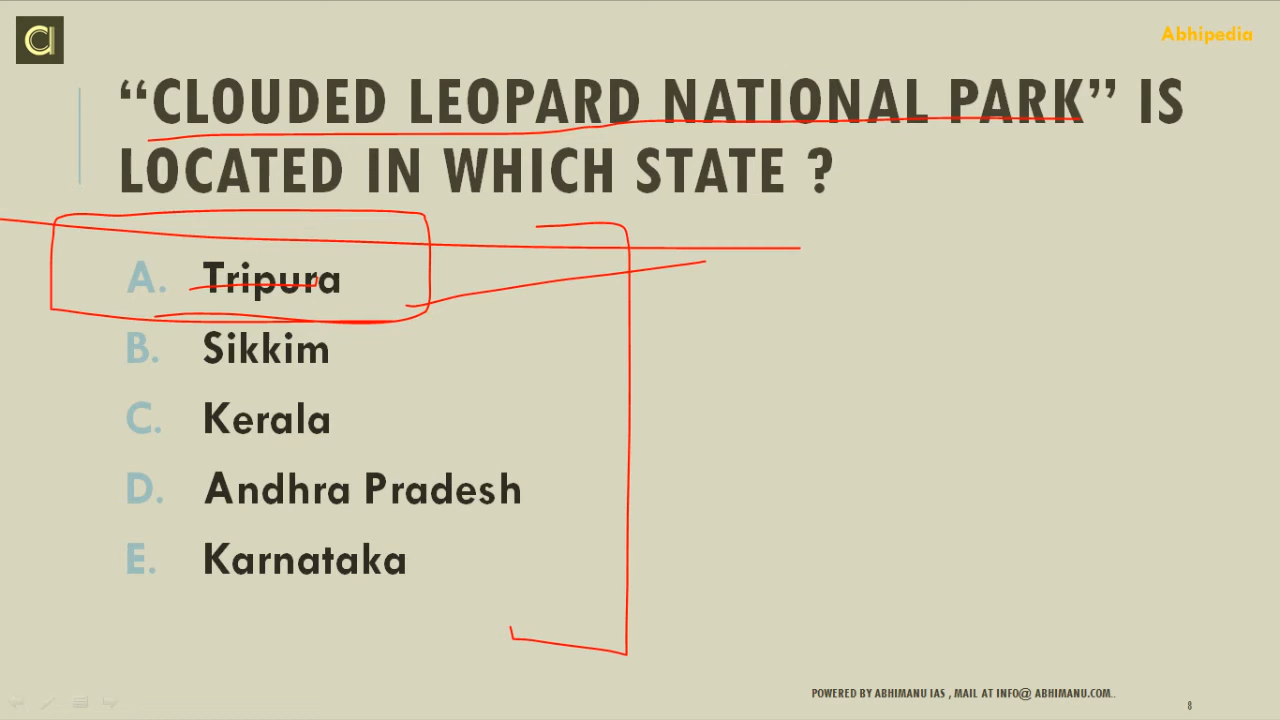 Abhipedia
“CLOUDED LEOPARD NATIONAL PARK” IS
LOCATED IN WHICH STATE ?
A. Tripura
B. Sikkim
C. Kerala
D. Andhra Pradesh
E. Karnataka
POWERED BY ABHIMANU IAS , MAIL AT INFO@ ABHIMANU.COM..
8